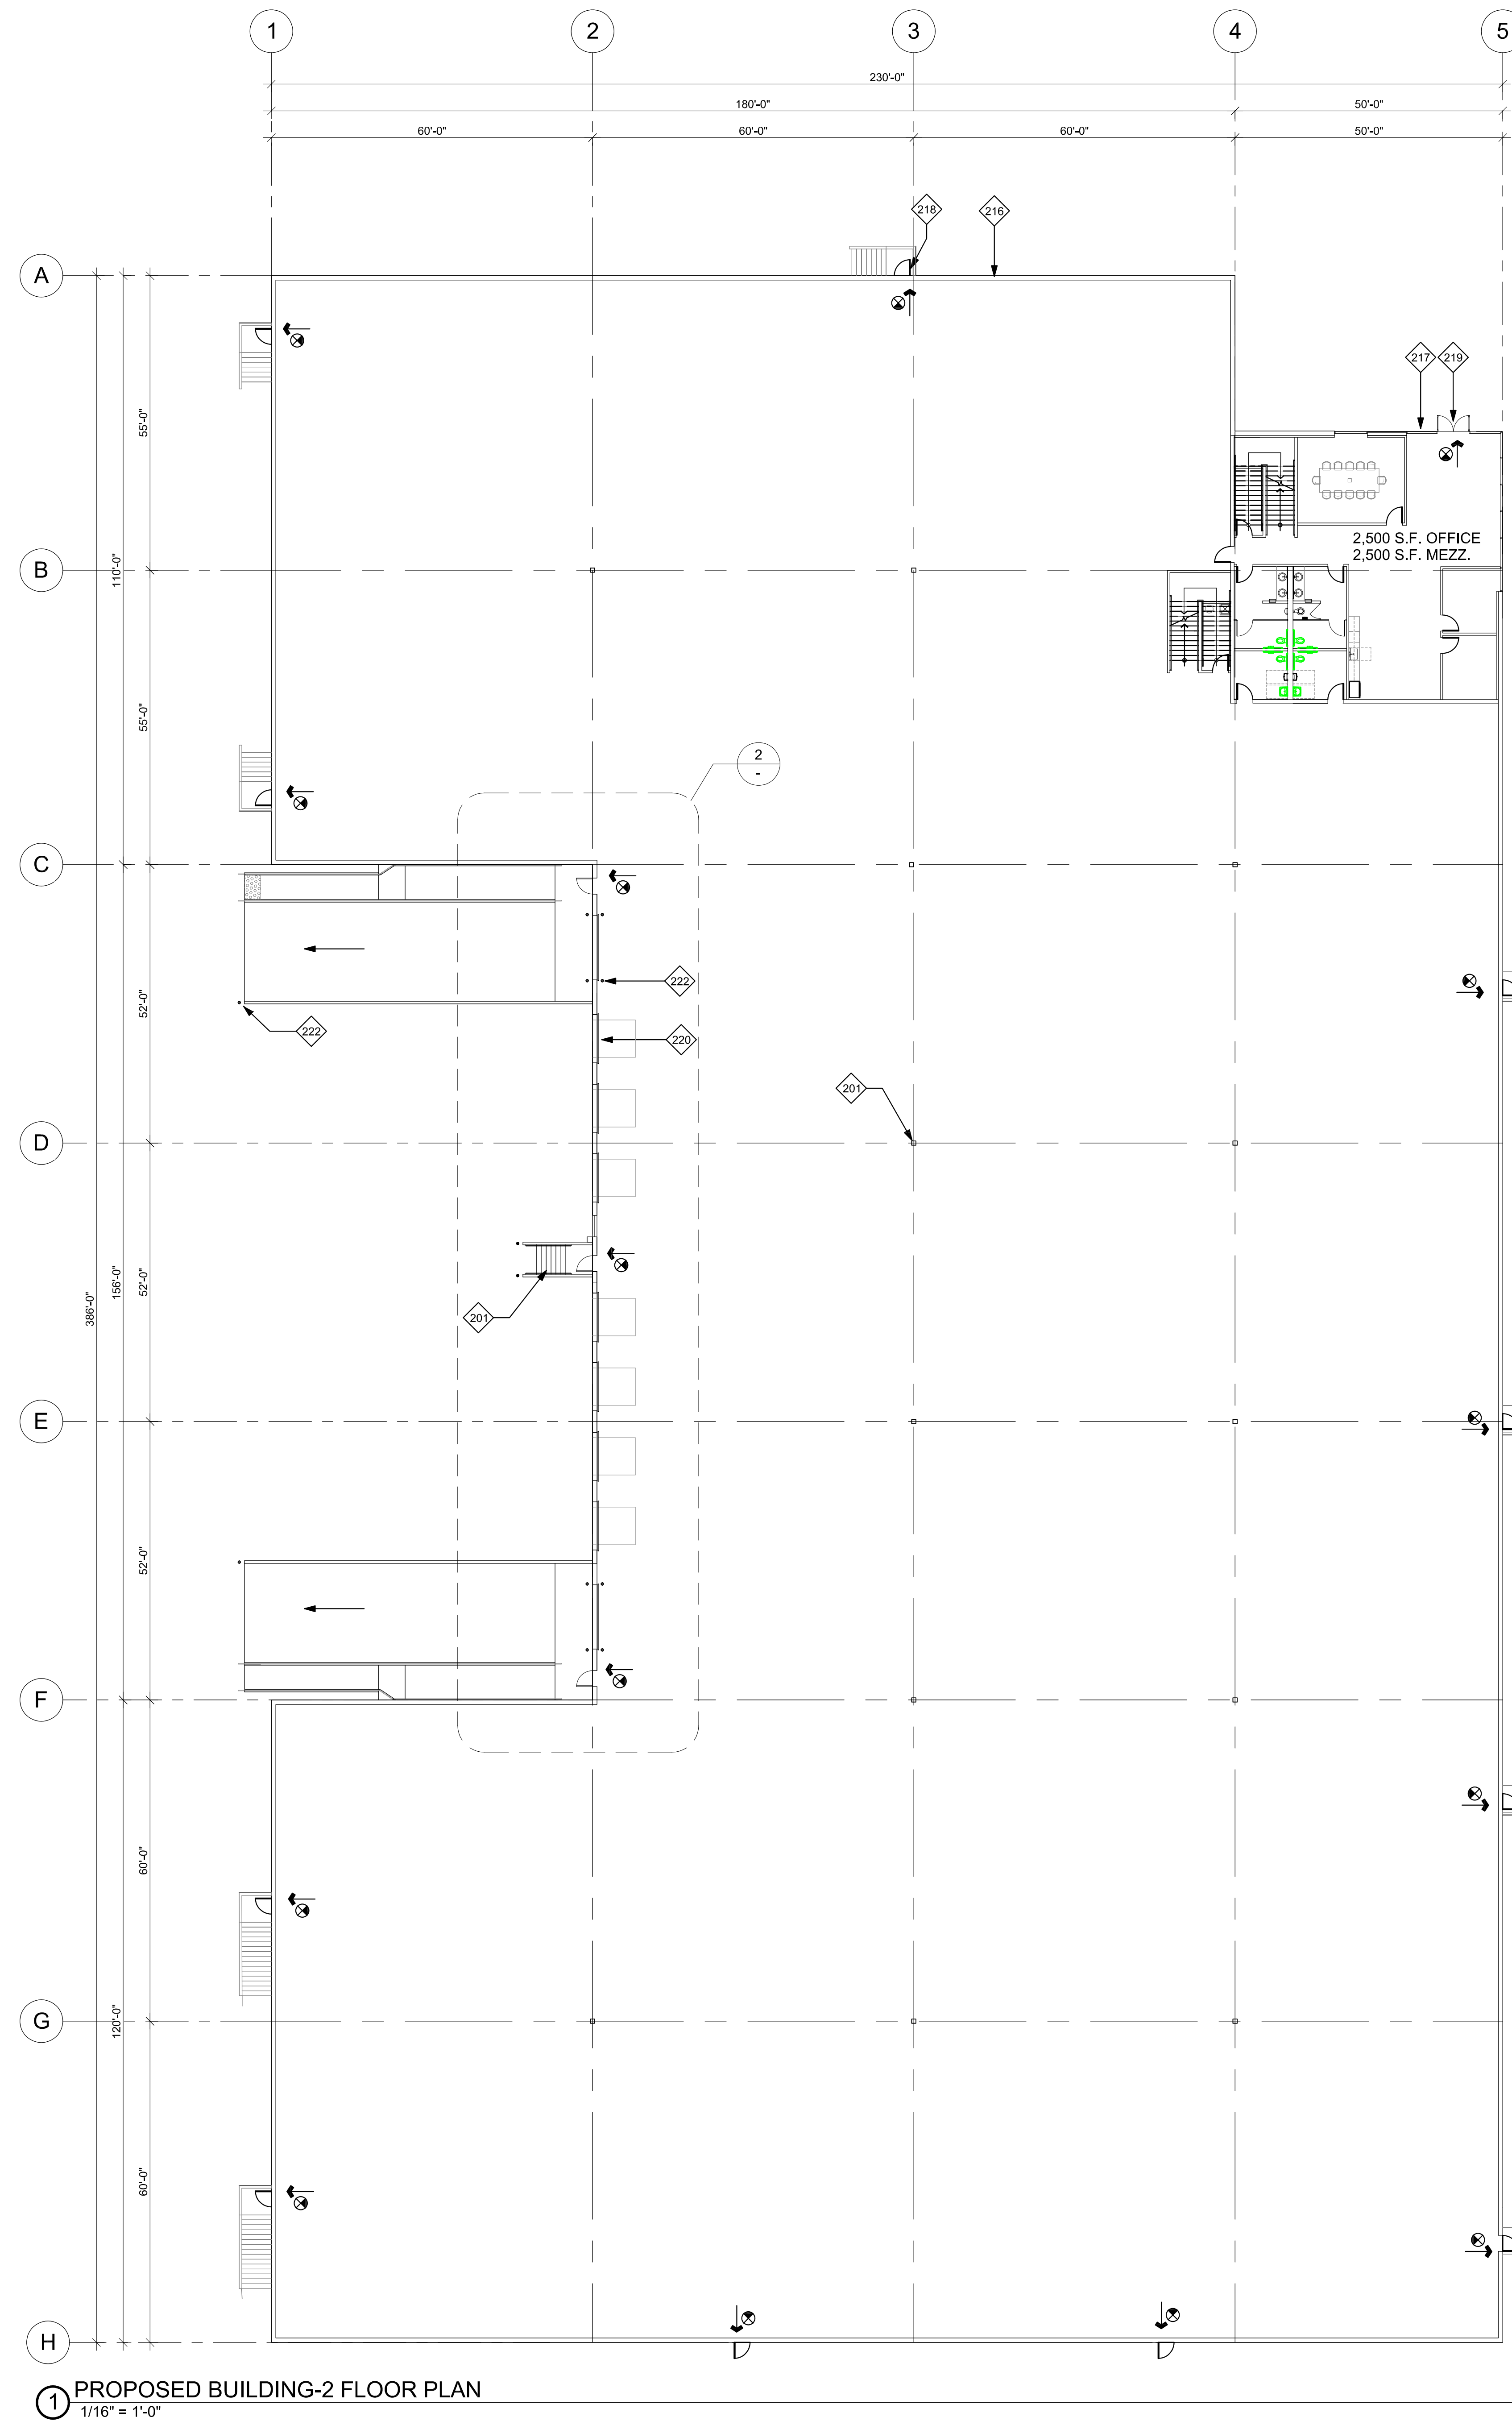 1 2 3 4 5
230'-0"
180'-0" 50'-0"
60'-0" 60'-0" 60'-0" 50'-0"
218 216
A
217 219
55'-0"
2,500 S.F. OFFICE
2,500 S.F. MEZZ.
B
110'-0"
55'-0"
2
-
C
222
52'-0"
222
220
201
D
52'-0"
156'-0"
386'-0"
201
E
52'-0"
F
60'-0"
G
120'-0"
60'-0"
H
1 PROPOSED BUILDING-2 FLOOR PLAN
1/16" = 1'-0"